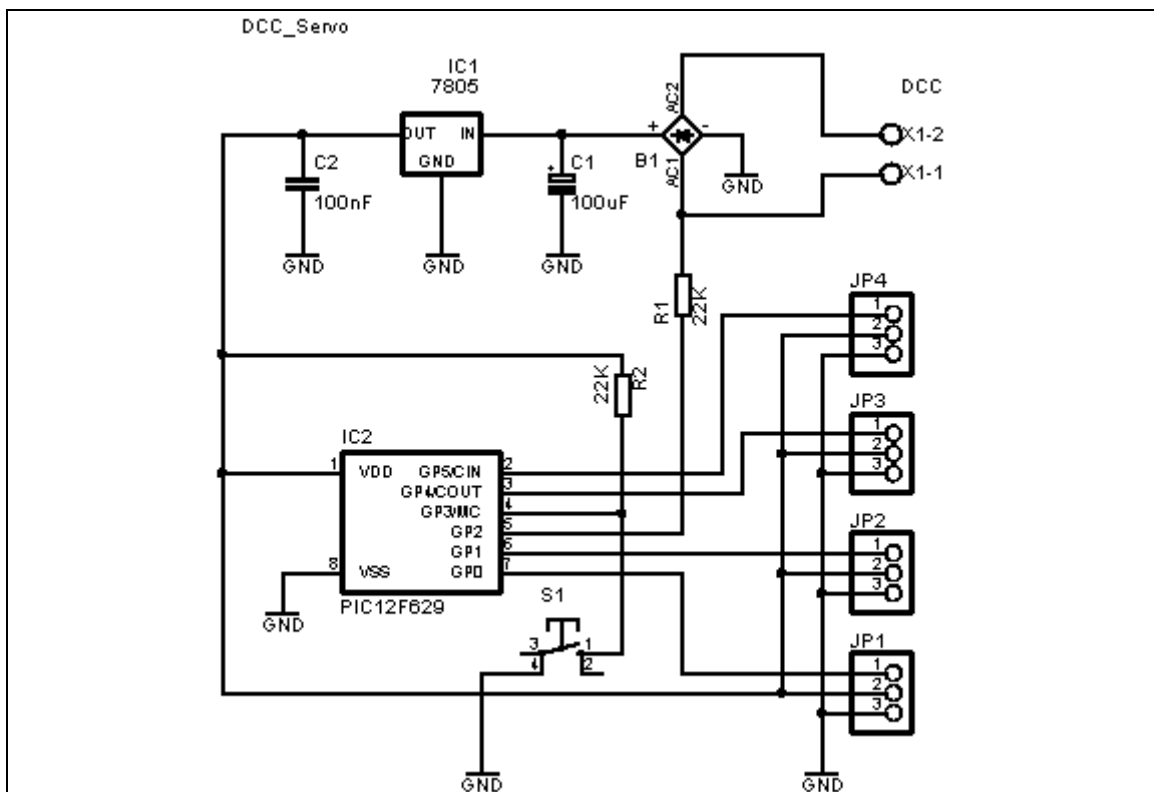 DCC_Servo
IC1
7805
OUT IN
GND
C2
100nF
GND
GND
C1
100uF
GND
+ -
B1
AC2
AC1
GND
DCC
X1-2
X1-1
R1
22K
22K
R2
JP4
1
2
3
JP3
1
2
3
IC2
1 VDD
GP5/CIN 2
GP4/COUT 3
GP3/MC 4
GP2 5
GP1 6
GP0 7
8 VSS
PIC12F629
GND
JP2
1
2
3
S1
3 1
4 2
JP1
1
2
3
GND
GND